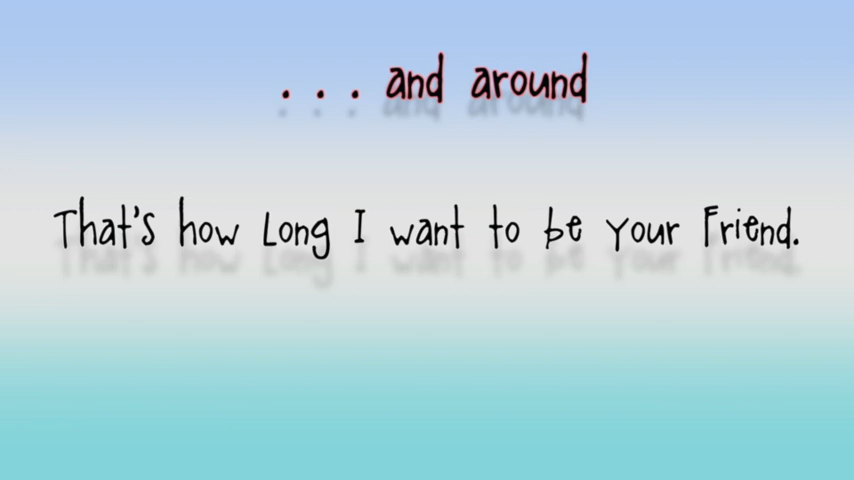 . . . and around
That's how Long I want to be Your Friend.